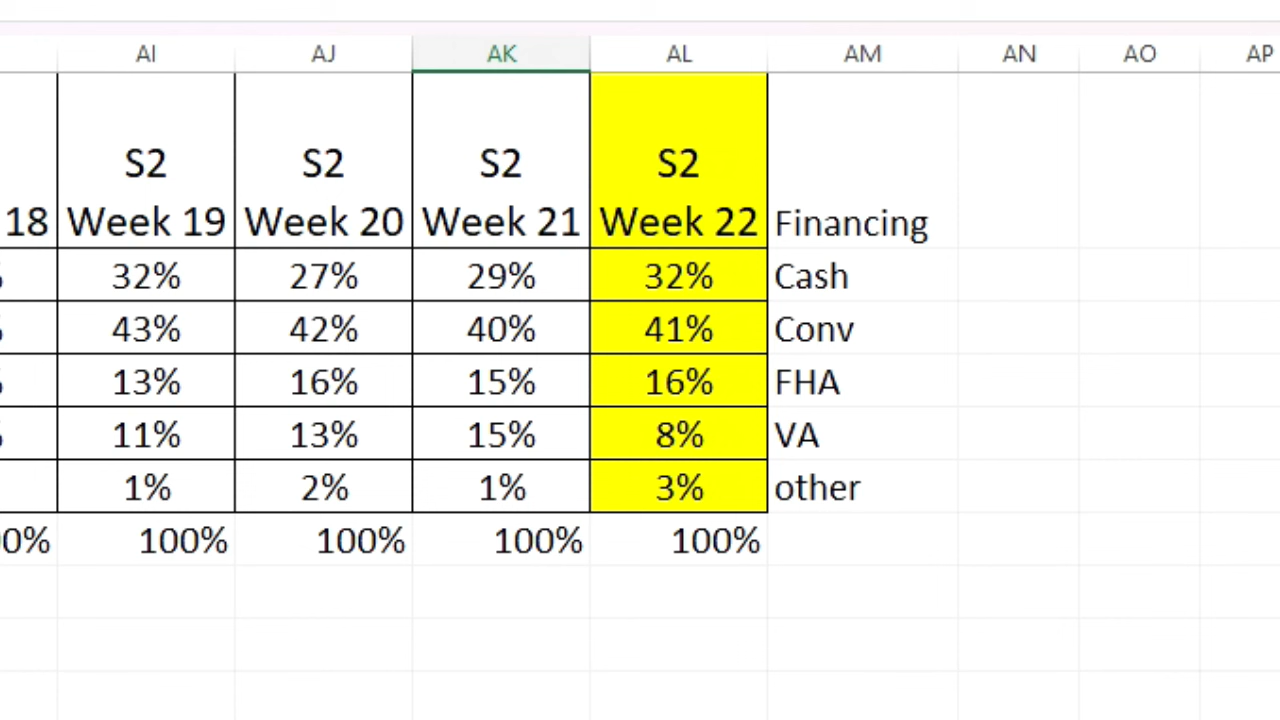 AI AJ AK AL AM AN AO AP
S2 S2 S2 S2
18 Week 19 Week 20 Week 21 Week 22 Financing
32% 27% 29% 32% Cash
43% 42% 40% 41% Conv
13% 16% 15% 16% FHA
11% 13% 15% 8% VA
1% 2% 1% 3% other
0% 100% 100% 100% 100%